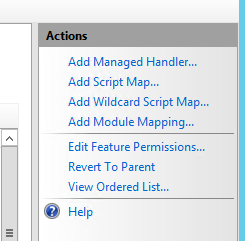 Actions
Add Managed Handler...
Add Script Map...
Add Wildcard Script Map...
Add Module Mapping...
Edit Feature Permissions...
Revert To Parent
View Ordered List...
Help